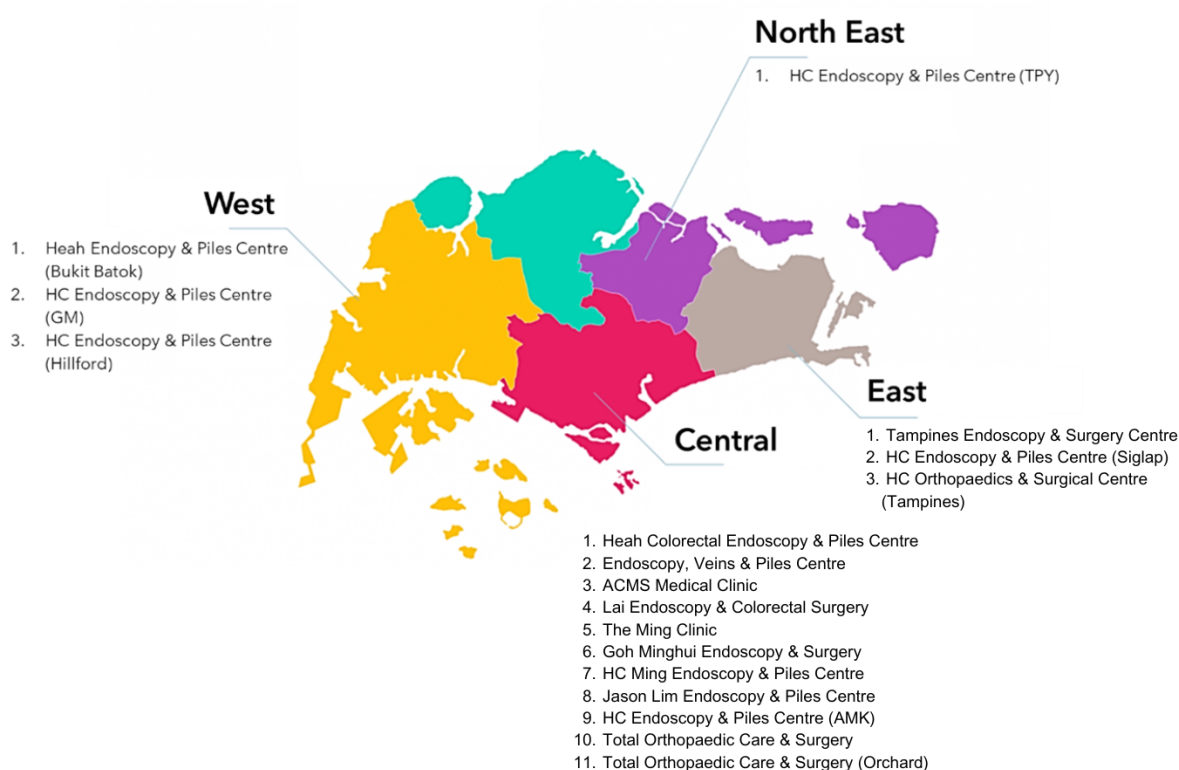 North East
1. HC Endoscopy & Piles Centre (TPY)
West
1. Heah Endoscopy & Piles Centre
(Bukit Batok)
2. HC Endoscopy & Piles Centre
(GM)
3. HC Endoscopy & Piles Centre
(Hillford)
East
1. Tampines Endoscopy & Surgery Centre
2. HC Endoscopy & Piles Centre (Siglap)
3. HC Orthopaedics & Surgical Centre
(Tampines)
Central
1. Heah Colorectal Endoscopy & Piles Centre
2. Endoscopy, Veins & Piles Centre
3. ACMS Medical Clinic
4. Lai Endoscopy & Colorectal Surgery
5. The Ming Clinic
6. Goh Minghui Endoscopy & Surgery
7. HC Ming Endoscopy & Piles Centre
8. Jason Lim Endoscopy & Piles Centre
9. HC Endoscopy & Piles Centre (AMK)
10. Total Orthopaedic Care & Surgery
11. Total Orthopaedic Care & Surgery (Orchard)